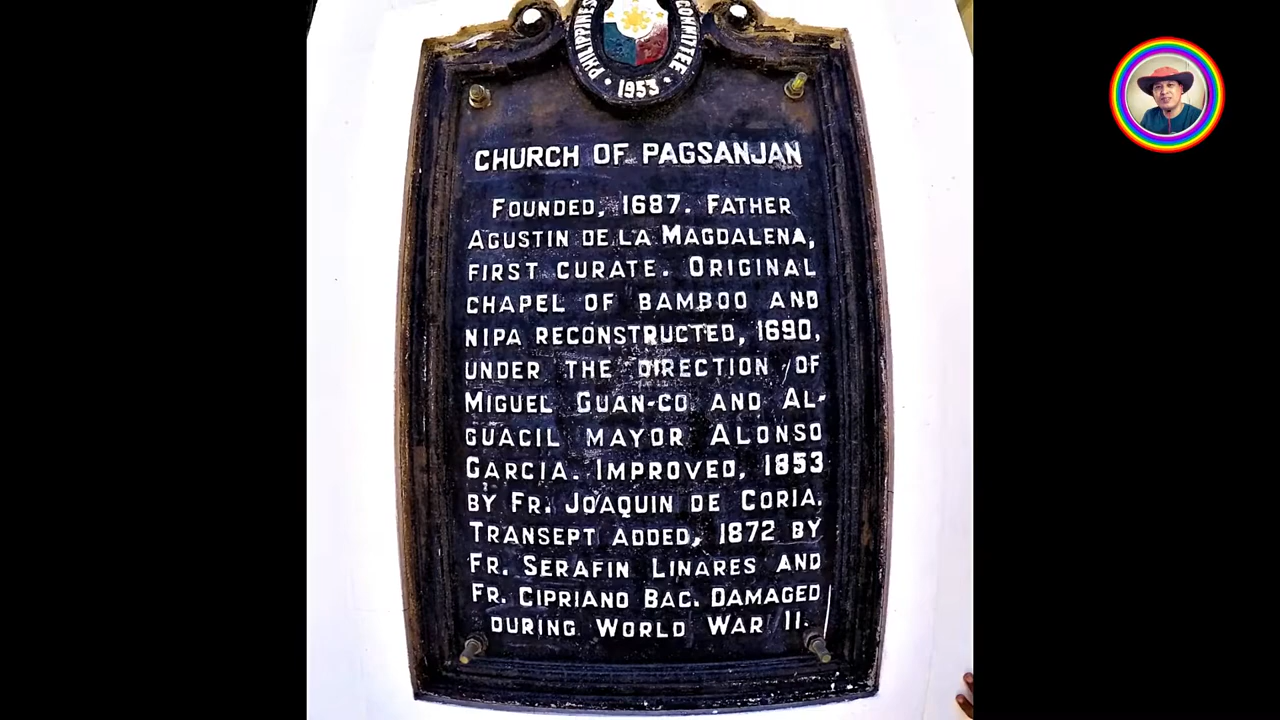 PHILIPPINES
COMMITTEE
• 1953 •
CHURCH OF PAGSANJAN
FOUNDED, 1687. FATHER
AGUSTIN DE LA MAGDALENA,
FIRST CURATE. ORIGINAL
CHAPEL OF BAMBOO AND
NIPA RECONSTRUCTED, 1690,
UNDER THE DIRECTION OF
MIGUEL GUAN-CO AND AL-
GUACIL MAYOR ALONSO
GARCIA. IMPROVED, 1853
BY FR. JOAQUIN DE CORIA.
TRANSEPT ADDED, 1872 BY
FR. SERAFIN LINARES AND
FR. CIPRIANO BAC. DAMAGED
DURING WORLD WAR II.